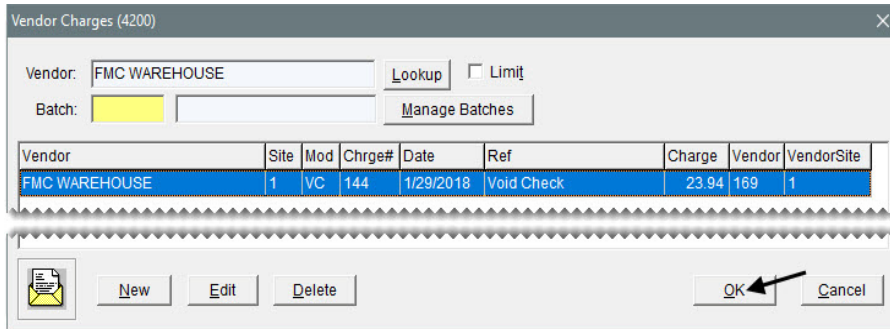 Vendor Charges (4200)
Vendor: FMC WAREHOUSE Lookup Limit
Batch: Manage Batches
Vendor Site Mod Chrge# Date Ref Charge Vendor VendorSite
FMC WAREHOUSE 1 VC 144 1/29/2018 Void Check 23.94 169 1
New Edit Delete OK Cancel